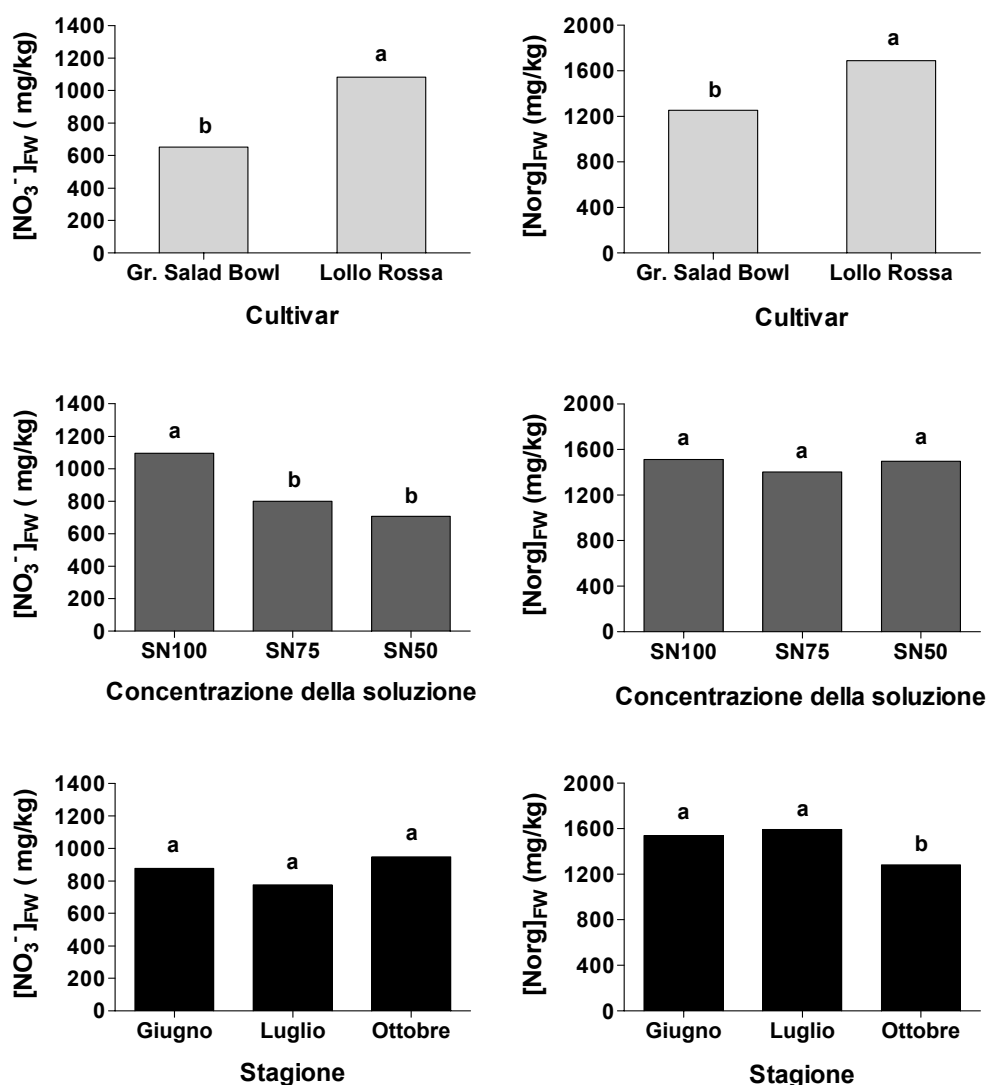 [NO₃⁻]FW ( mg/kg)
1400
1200
1000
800
600
400
200
0
b
a
Gr. Salad Bowl
Lollo Rossa
Cultivar
[Norg]FW (mg/kg)
2000
1600
1200
800
400
0
b
a
Gr. Salad Bowl
Lollo Rossa
Cultivar
[NO₃⁻]FW ( mg/kg)
1400
1200
1000
800
600
400
200
0
a
b
b
SN100
SN75
SN50
Concentrazione della soluzione
[Norg]FW (mg/kg)
2000
1600
1200
800
400
0
a
a
a
SN100
SN75
SN50
Concentrazione della soluzione
[NO₃⁻]FW ( mg/kg)
1400
1200
1000
800
600
400
200
0
a
a
a
Giugno
Luglio
Ottobre
Stagione
[Norg]FW (mg/kg)
2000
1600
1200
800
400
0
a
a
b
Giugno
Luglio
Ottobre
Stagione